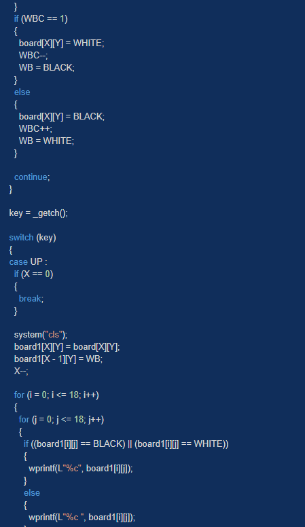 }
if (WBC == 1)
{
board[X][Y] = WHITE;
WBC--;
WB = BLACK;
}
else
{
board[X][Y] = BLACK;
WBC++;
WB = WHITE;
}
continue;
}
key = _getch();
switch (key)
{
case UP :
if (X == 0)
{
break;
}
system("cls");
board1[X][Y] = board[X][Y];
board1[X - 1][Y] = WB;
X--;
for (i = 0; i <= 18; i++)
{
for (j = 0; j <= 18; j++)
{
if ((board1[i][j] == BLACK) || (board1[i][j] == WHITE))
{
wprintf(L"%c", board1[i][j]);
}
else
{
wprintf(L"%c ", board1[i][j]);